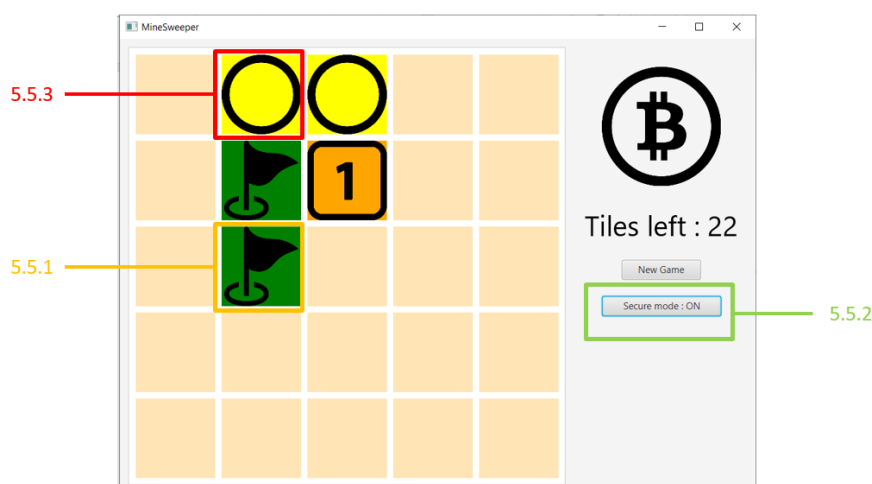 MineSweeper
5.5.3
1
Tiles left : 22
5.5.1
New Game
Secure mode : ON
5.5.2